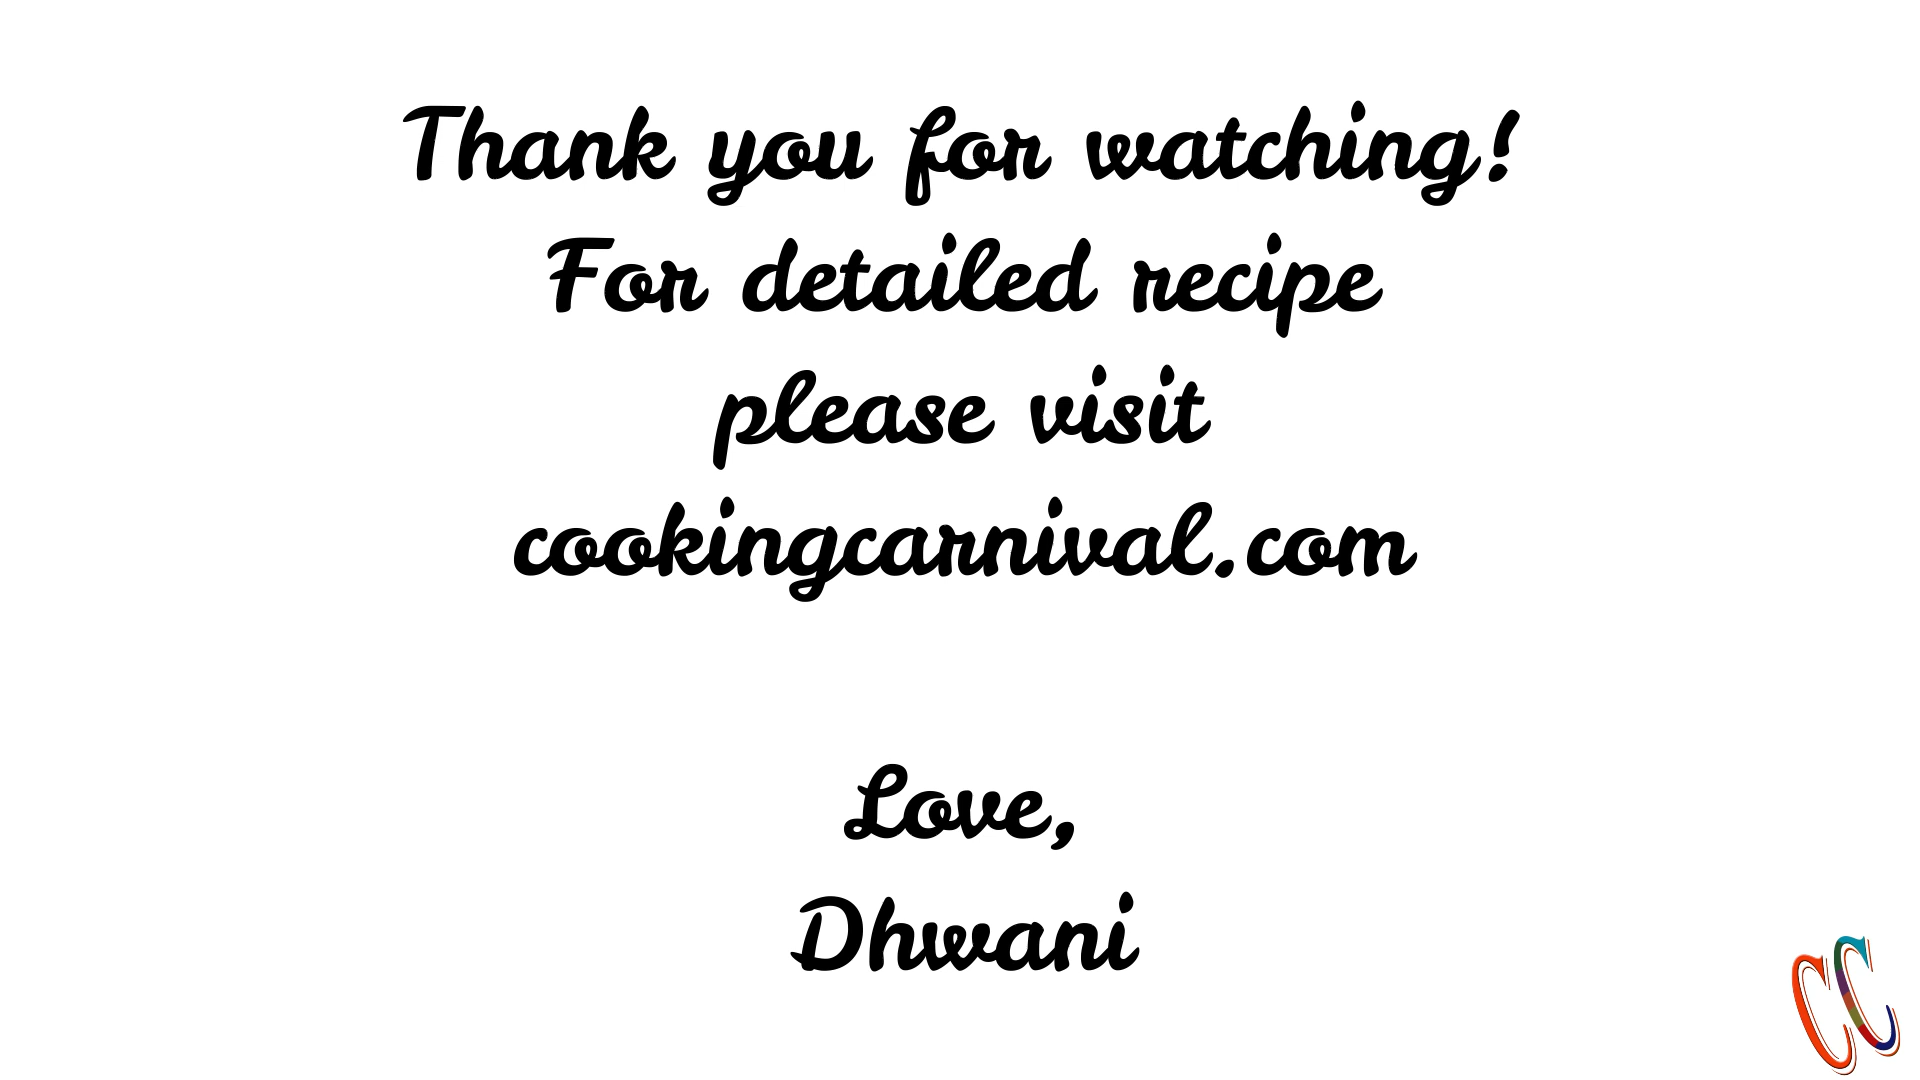 Thank you for watching!
For detailed recipe
please visit
cookingcarnival.com
Love,
Dhwani
CC